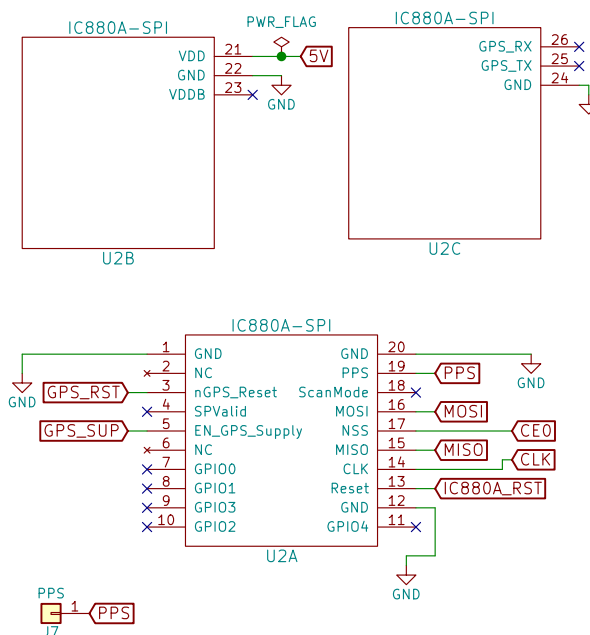 IC880A-SPI
PWR_FLAG
VDD 21 5V
GND 22
VDDB 23
GND
U2B
IC880A-SPI
GPS_RX 26
GPS_TX 25
GND 24
U2C
IC880A-SPI
1 GND GND 20
2 NC PPS 19 PPS
GND GPS_RST 3 nGPS_Reset ScanMode 18 GND
4 SPValid MOSI 16 MOSI
GPS_SUP 5 EN_GPS_Supply NSS 17 CE0
6 NC MISO 15 MISO
7 GPIO0 CLK 14 CLK
8 GPIO1 Reset 13 IC880A_RST
9 GPIO3 GND 12
10 GPIO2 GPIO4 11
U2A
GND
PPS
1 PPS
J7